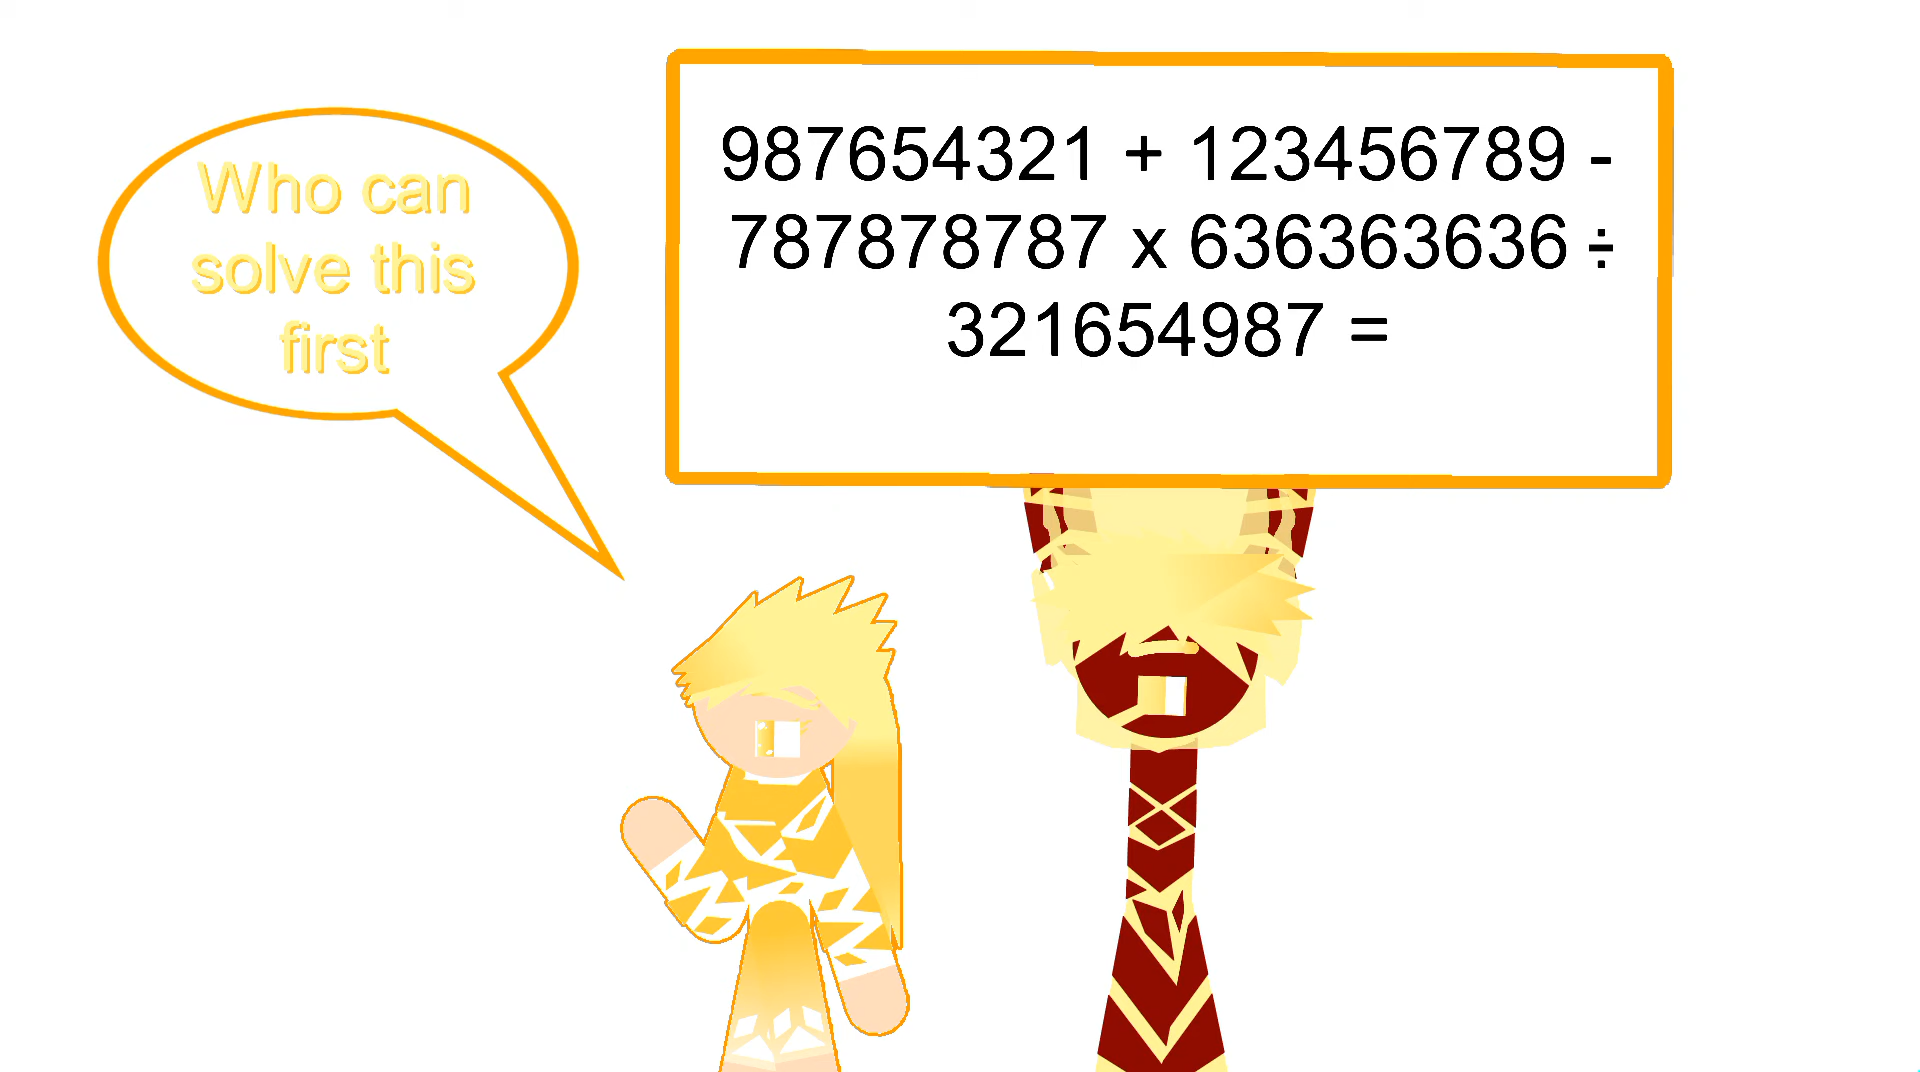 Who can
solve this
first
987654321 + 123456789 -
787878787 x 636363636 ÷
321654987 =